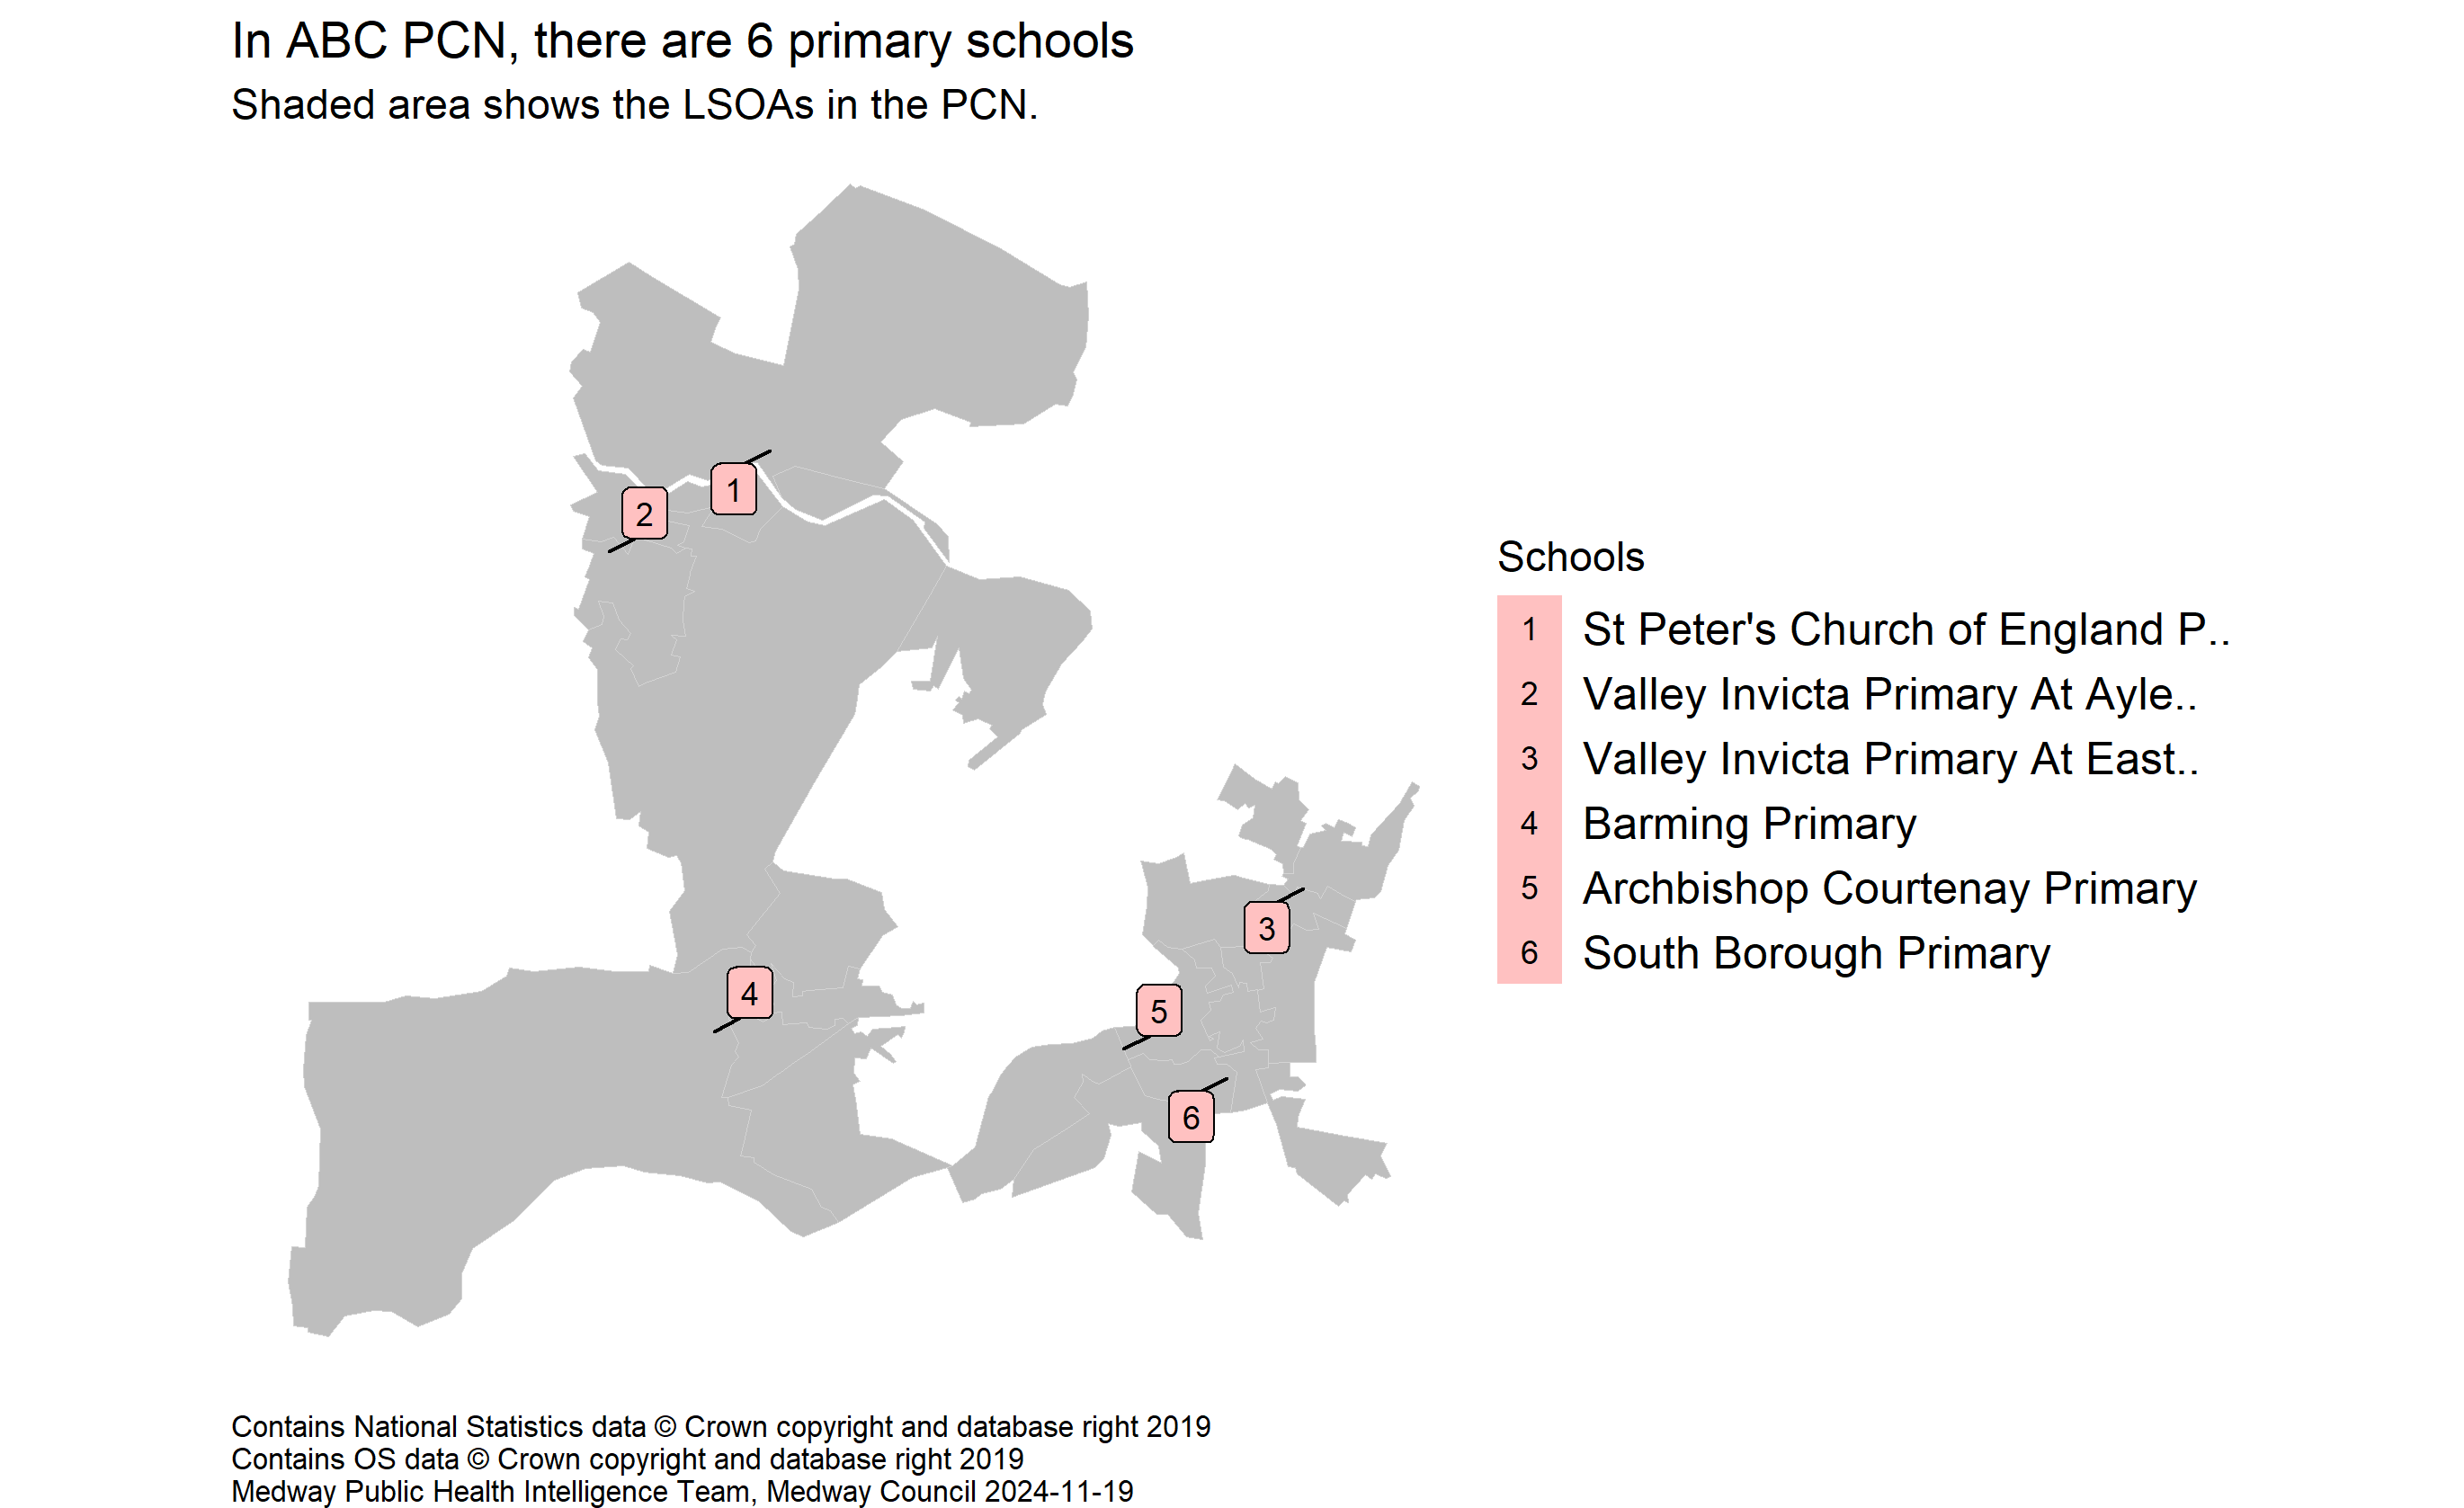 In ABC PCN, there are 6 primary schools
Shaded area shows the LSOAs in the PCN.
1
2
3
4
5
6
Schools
1 St Peter's Church of England P..
2 Valley Invicta Primary At Ayle..
3 Valley Invicta Primary At East..
4 Barming Primary
5 Archbishop Courtenay Primary
6 South Borough Primary
Contains National Statistics data © Crown copyright and database right 2019
Contains OS data © Crown copyright and database right 2019
Medway Public Health Intelligence Team, Medway Council 2024-11-19